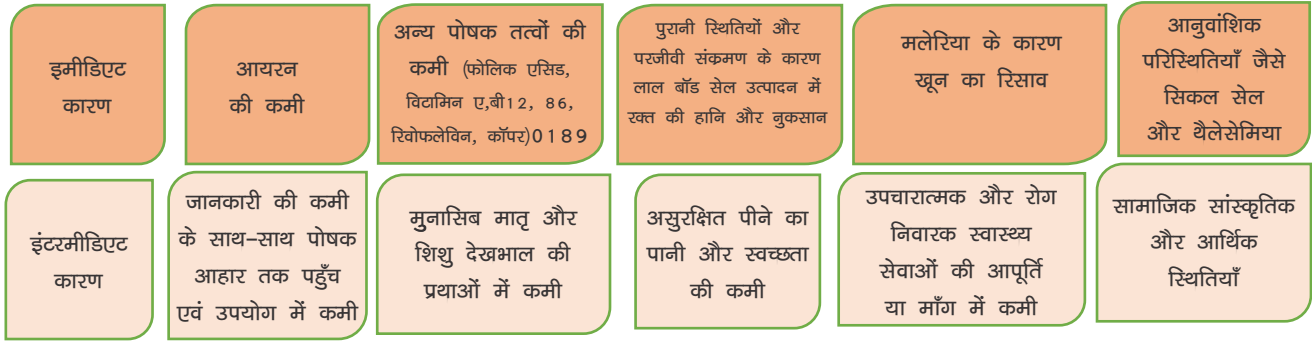 इमीडिएट
कारण
आयरन
की कमी
अन्य पोषक तत्वों की
कमी (फोलिक एसिड,
विटामिन ए,बी12, 86,
रिवोफलेविन, कॉपर)0189
पुरानी स्थितियों और
परजीवी संक्रमण के कारण
लाल बॉड सेल उत्पादन में
रक्त की हानि और नुकसान
मलेरिया के कारण
खून का रिसाव
आनुवांशिक
परिस्थितियाँ जैसे
सिकल सेल
और थैलेसेमिया
इंटरमीडिएट
कारण
जानकारी की कमी
के साथ-साथ पोषक
आहार तक पहुँच
एवं उपयोग में कमी
मुनासिब मातृ और
शिशु देखभाल की
प्रथाओं में कमी
असुरक्षित पीने का
पानी और स्वच्छता
की कमी
उपचारात्मक और रोग
निवारक स्वास्थ्य
सेवाओं की आपूर्ति
या माँग में कमी
सामाजिक सांस्कृतिक
और आर्थिक
स्थितियाँ